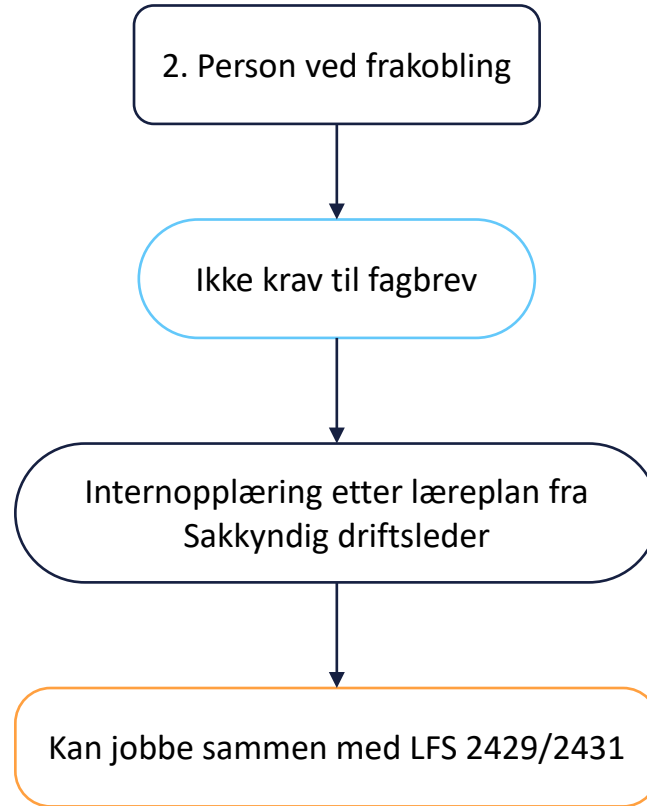 2. Person ved frakobling
Ikke krav til fagbrev
Internopplæring etter læreplan fra
Sakkyndig driftsleder
Kan jobbe sammen med LFS 2429/2431